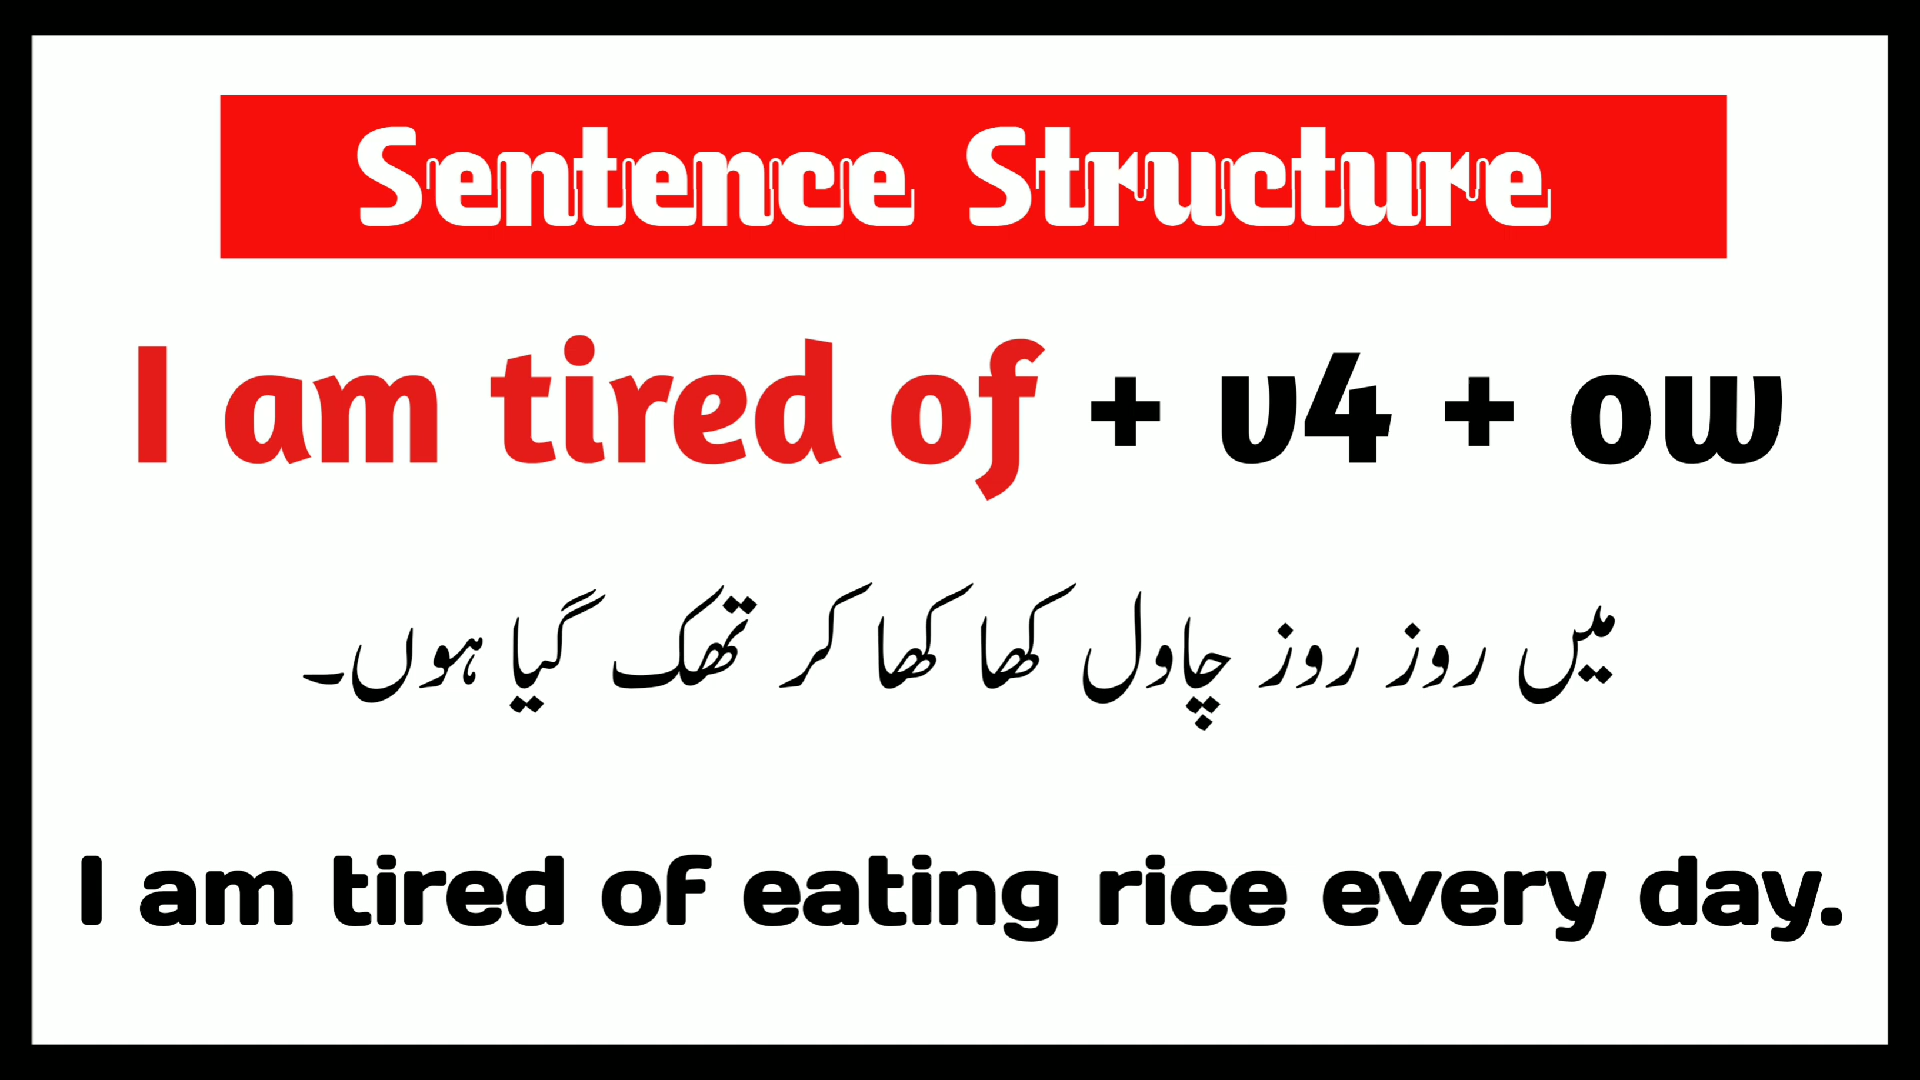 Sentence Structure
I am tired of + v4 + ow
میں روز روز چاول کھا کھا کر تھک گیا ہوں۔
I am tired of eating rice every day.